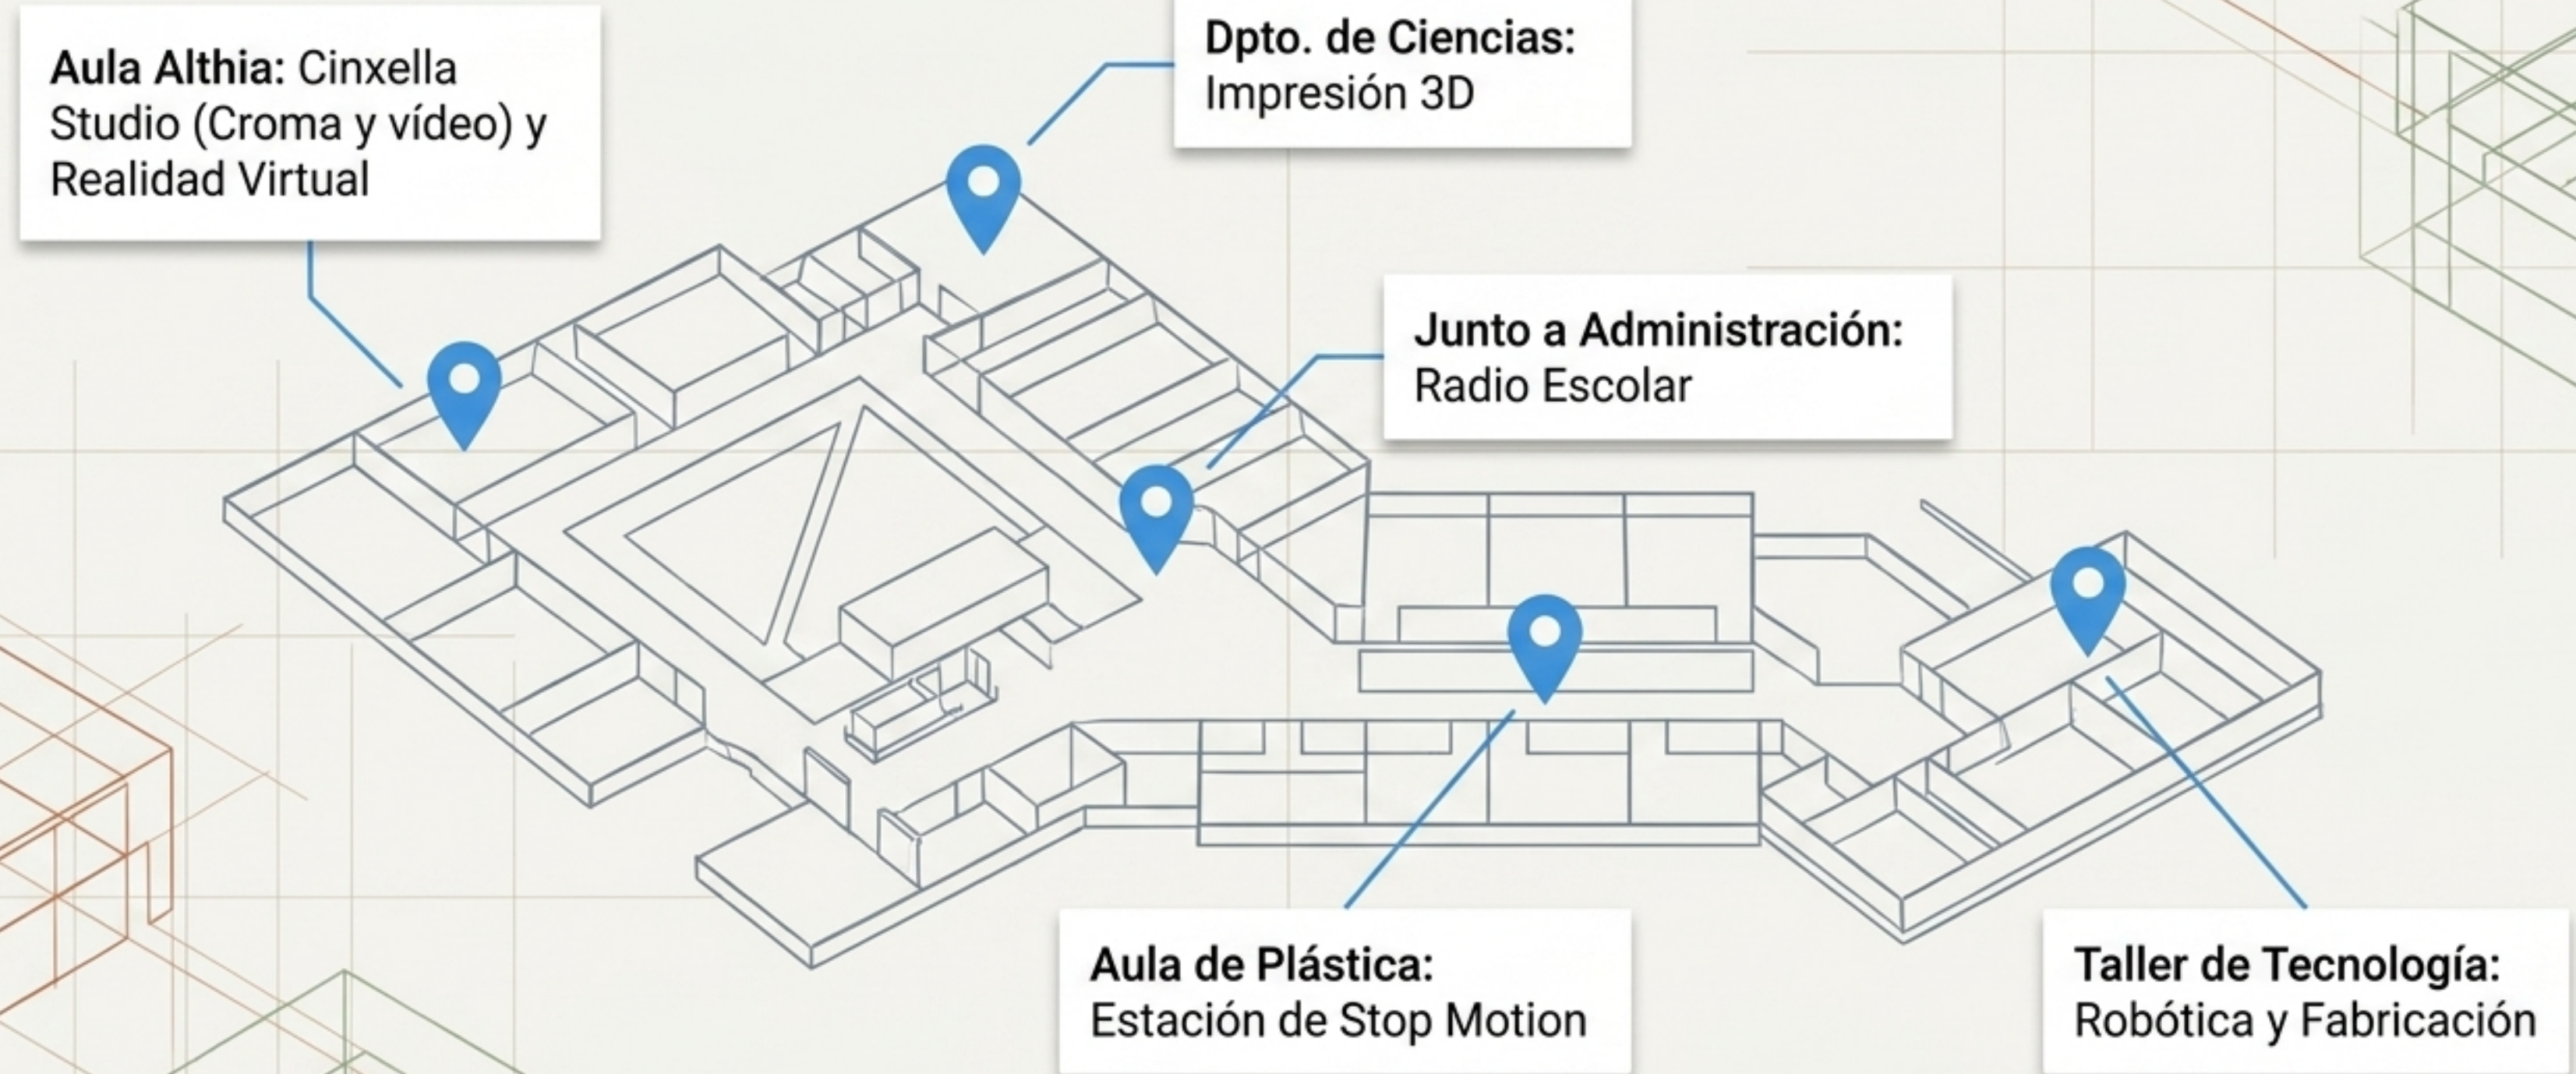 Aula Althia: Cinxella
Studio (Croma y vídeo) y
Realidad Virtual
Dpto. de Ciencias:
Impresión 3D
Junto a Administración:
Radio Escolar
Aula de Plástica:
Estación de Stop Motion
Taller de Tecnología:
Robótica y Fabricación